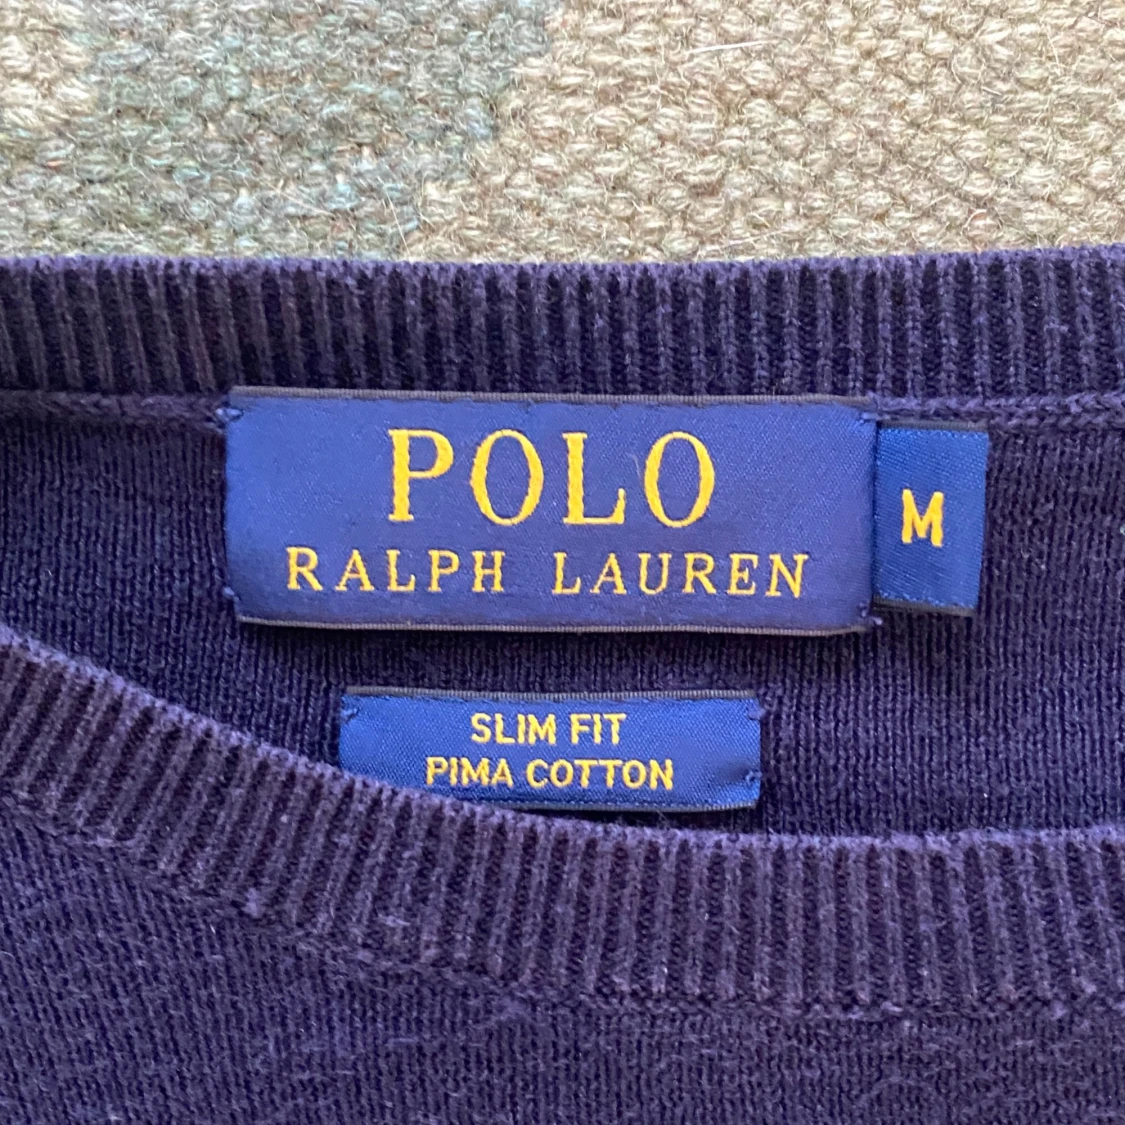 POLO
RALPH LAUREN
M
SLIM FIT
PIMA COTTON